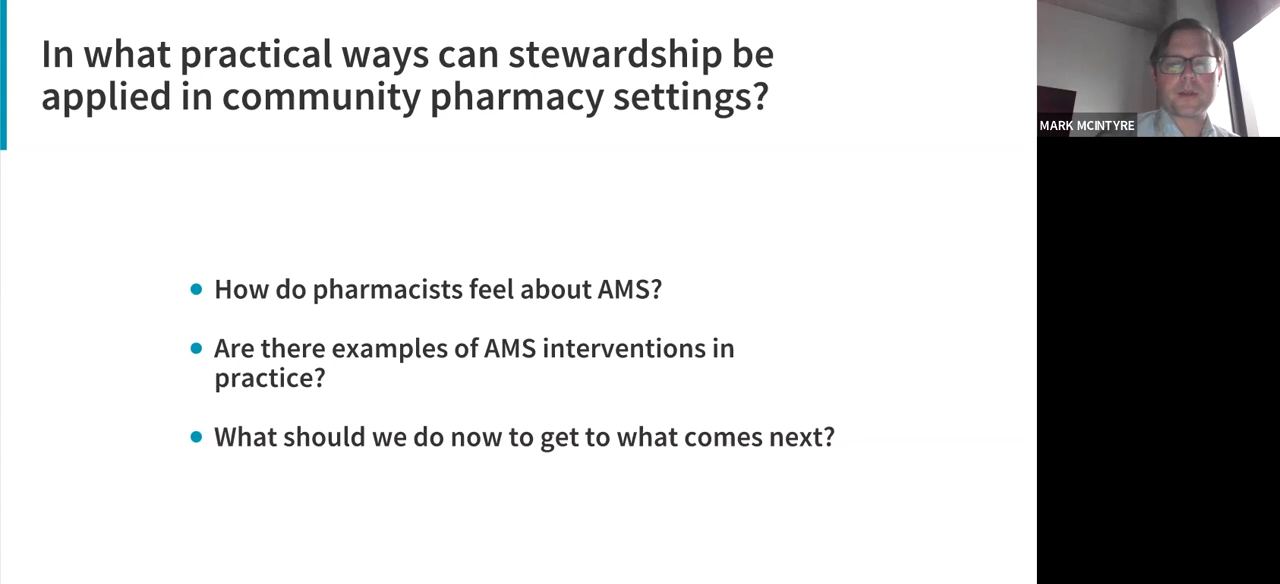 In what practical ways can stewardship be
applied in community pharmacy settings?
MARK MCINTYRE
How do pharmacists feel about AMS?
Are there examples of AMS interventions in
practice?
What should we do now to get to what comes next?